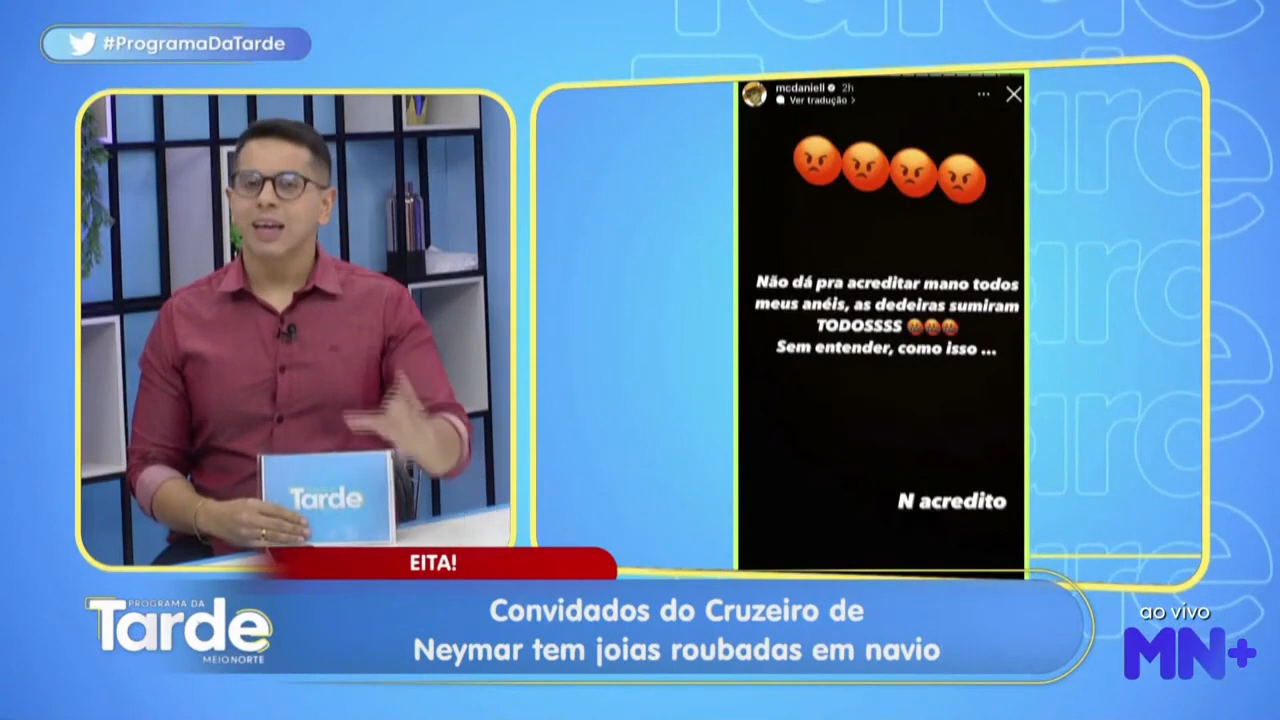 #ProgramaDaTarde
mcdaniell 2h
Ver tradução
Não dá pra acreditar mano todos
meus anéis, as dedeiras sumiram
TODOSSSS
Sem entender, como isso ...
N acredito
Tarde
EITA!
PROGRAMA DA
Tarde
MEIO NORTE
Convidados do Cruzeiro de
Neymar tem joias roubadas em navio
ao vivo
MN+